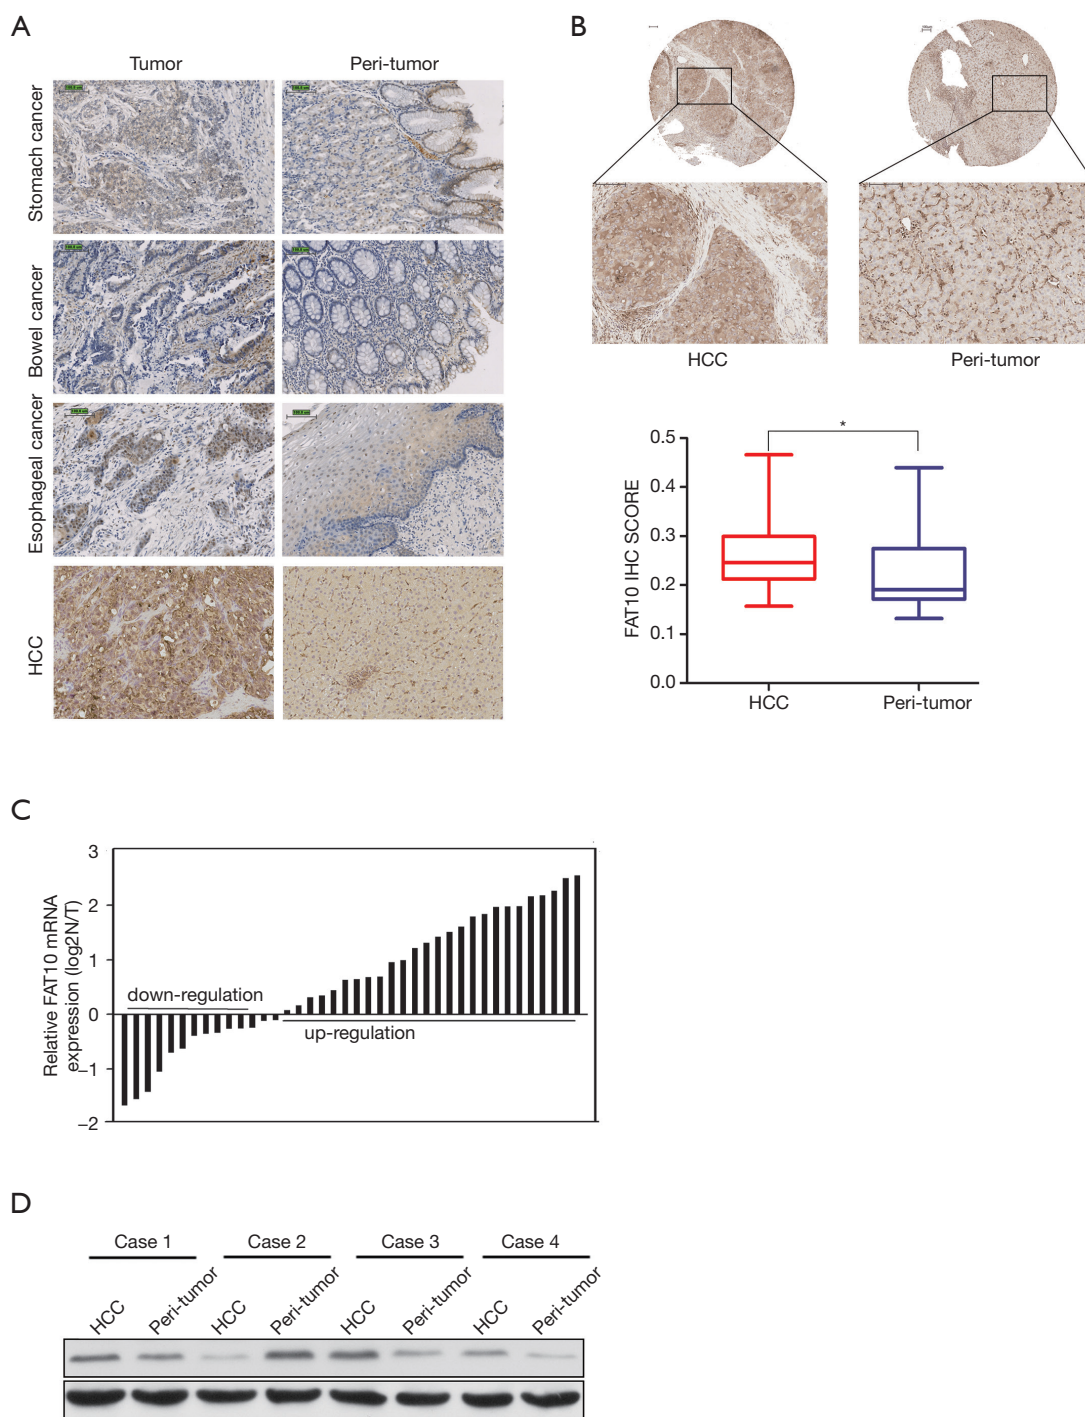 A
Tumor
Peri-tumor
Stomach cancer
Bowel cancer
Esophageal cancer
HCC
B
HCC
Peri-tumor
FAT10 IHC SCORE
0.5
0.4
0.3
0.2
0.1
0.0
*
HCC
Peri-tumor
C
Relative FAT10 mRNA
expression (log2N/T)
3
2
1
0
−1
−2
down-regulation
up-regulation
D
Case 1
Case 2
Case 3
Case 4
HCC
Peri-tumor
HCC
Peri-tumor
HCC
Peri-tumor
HCC
Peri-tumor